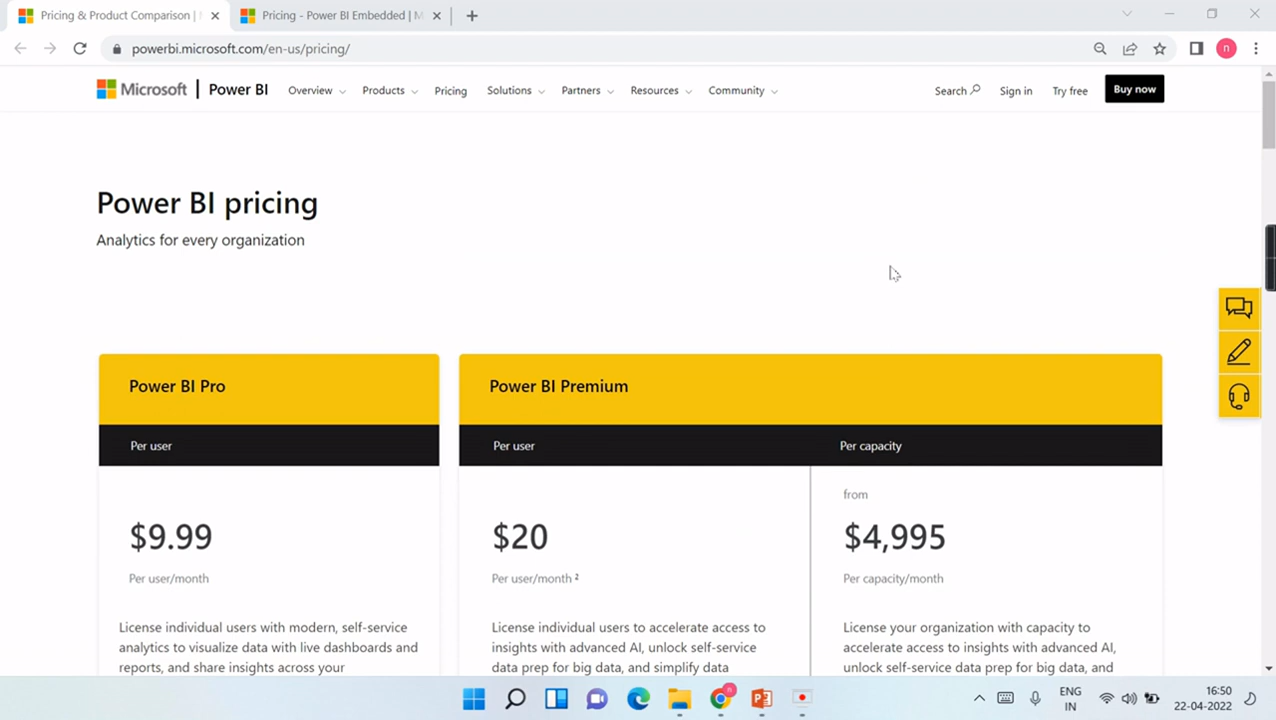 Pricing & Product Comparison |
Pricing - Power BI Embedded | M
powerbi.microsoft.com/en-us/pricing/
n
Microsoft | Power BI
Overview
Products
Pricing
Solutions
Partners
Resources
Community
Search
Sign in
Try free
Buy now
Power BI pricing
Analytics for every organization
Power BI Pro
Power BI Premium
Per user
Per user
Per capacity
from
$9.99
$20
$4,995
Per user/month
Per user/month ²
Per capacity/month
License individual users with modern, self-service
analytics to visualize data with live dashboards and
reports, and share insights across your
License individual users to accelerate access to
insights with advanced AI, unlock self-service
data prep for big data, and simplify data
License your organization with capacity to
accelerate access to insights with advanced AI,
unlock self-service data prep for big data, and
ENG
IN
16:50
22-04-2022